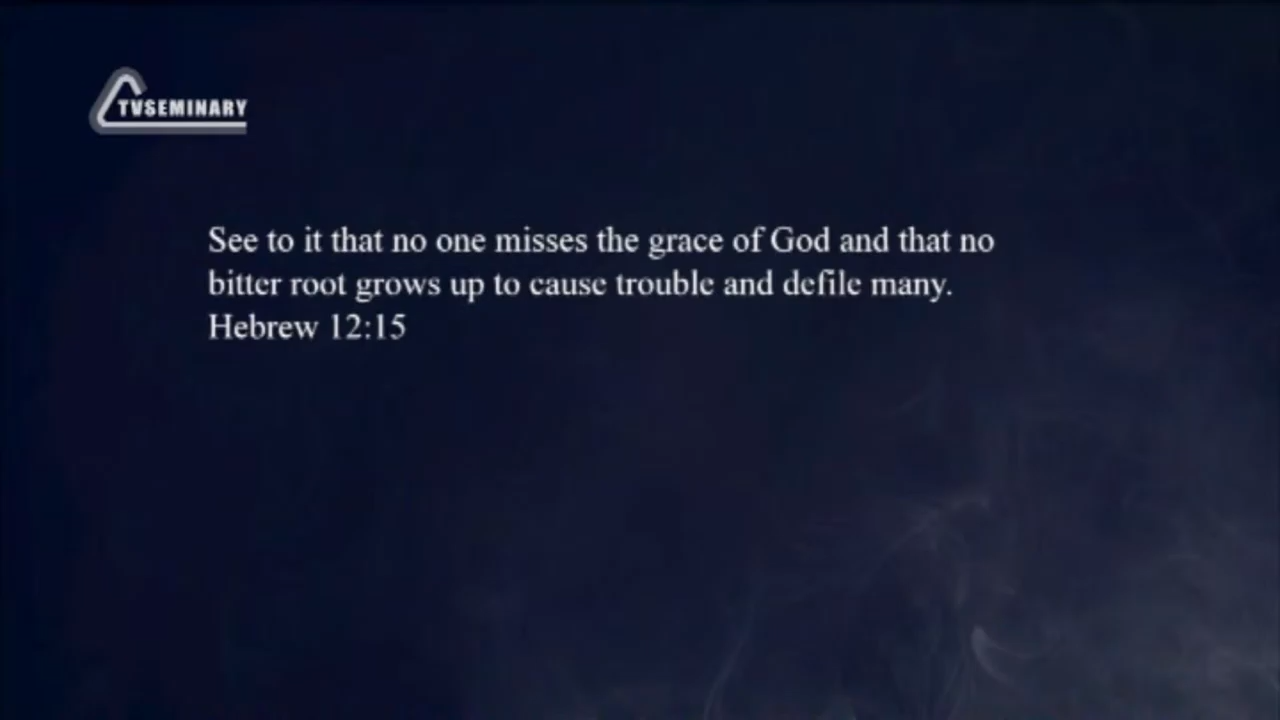 TVSEMINARY
See to it that no one misses the grace of God and that no
bitter root grows up to cause trouble and defile many.
Hebrew 12:15